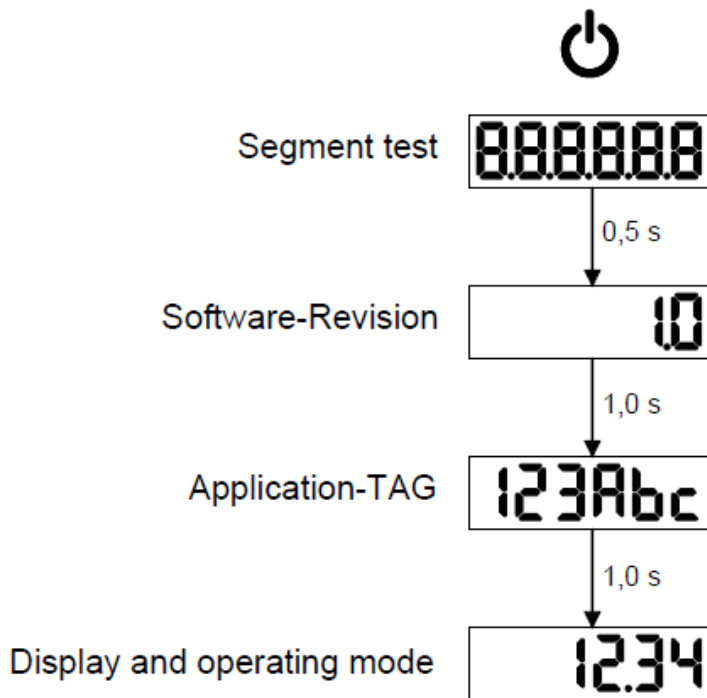 Segment test
8.8.8.8.8.8
0,5 s
Software-Revision
1.0
1,0 s
Application-TAG
123Abc
1,0 s
Display and operating mode
12.34